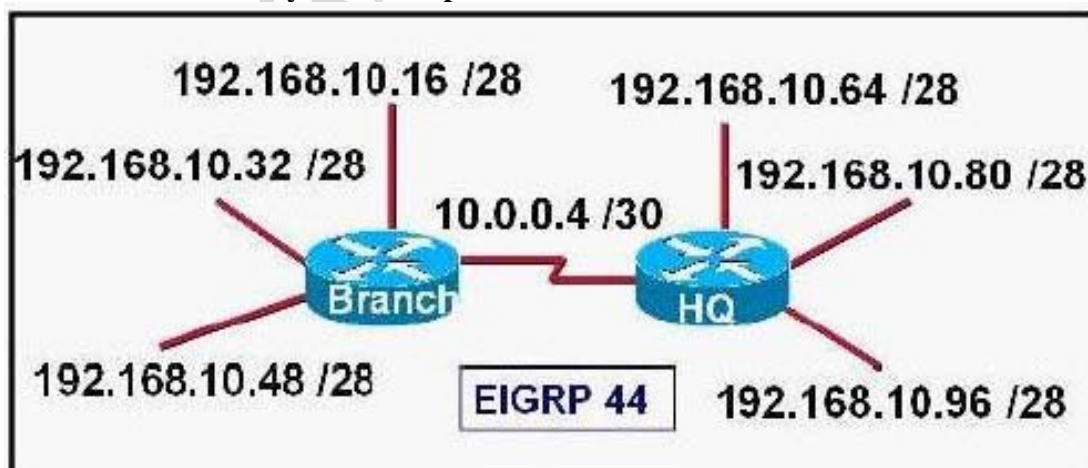 192.168.10.16 /28
192.168.10.64 /28
192.168.10.32 /28
192.168.10.80 /28
10.0.0.4 /30
Branch
HQ
192.168.10.48 /28
EIGRP 44
192.168.10.96 /28